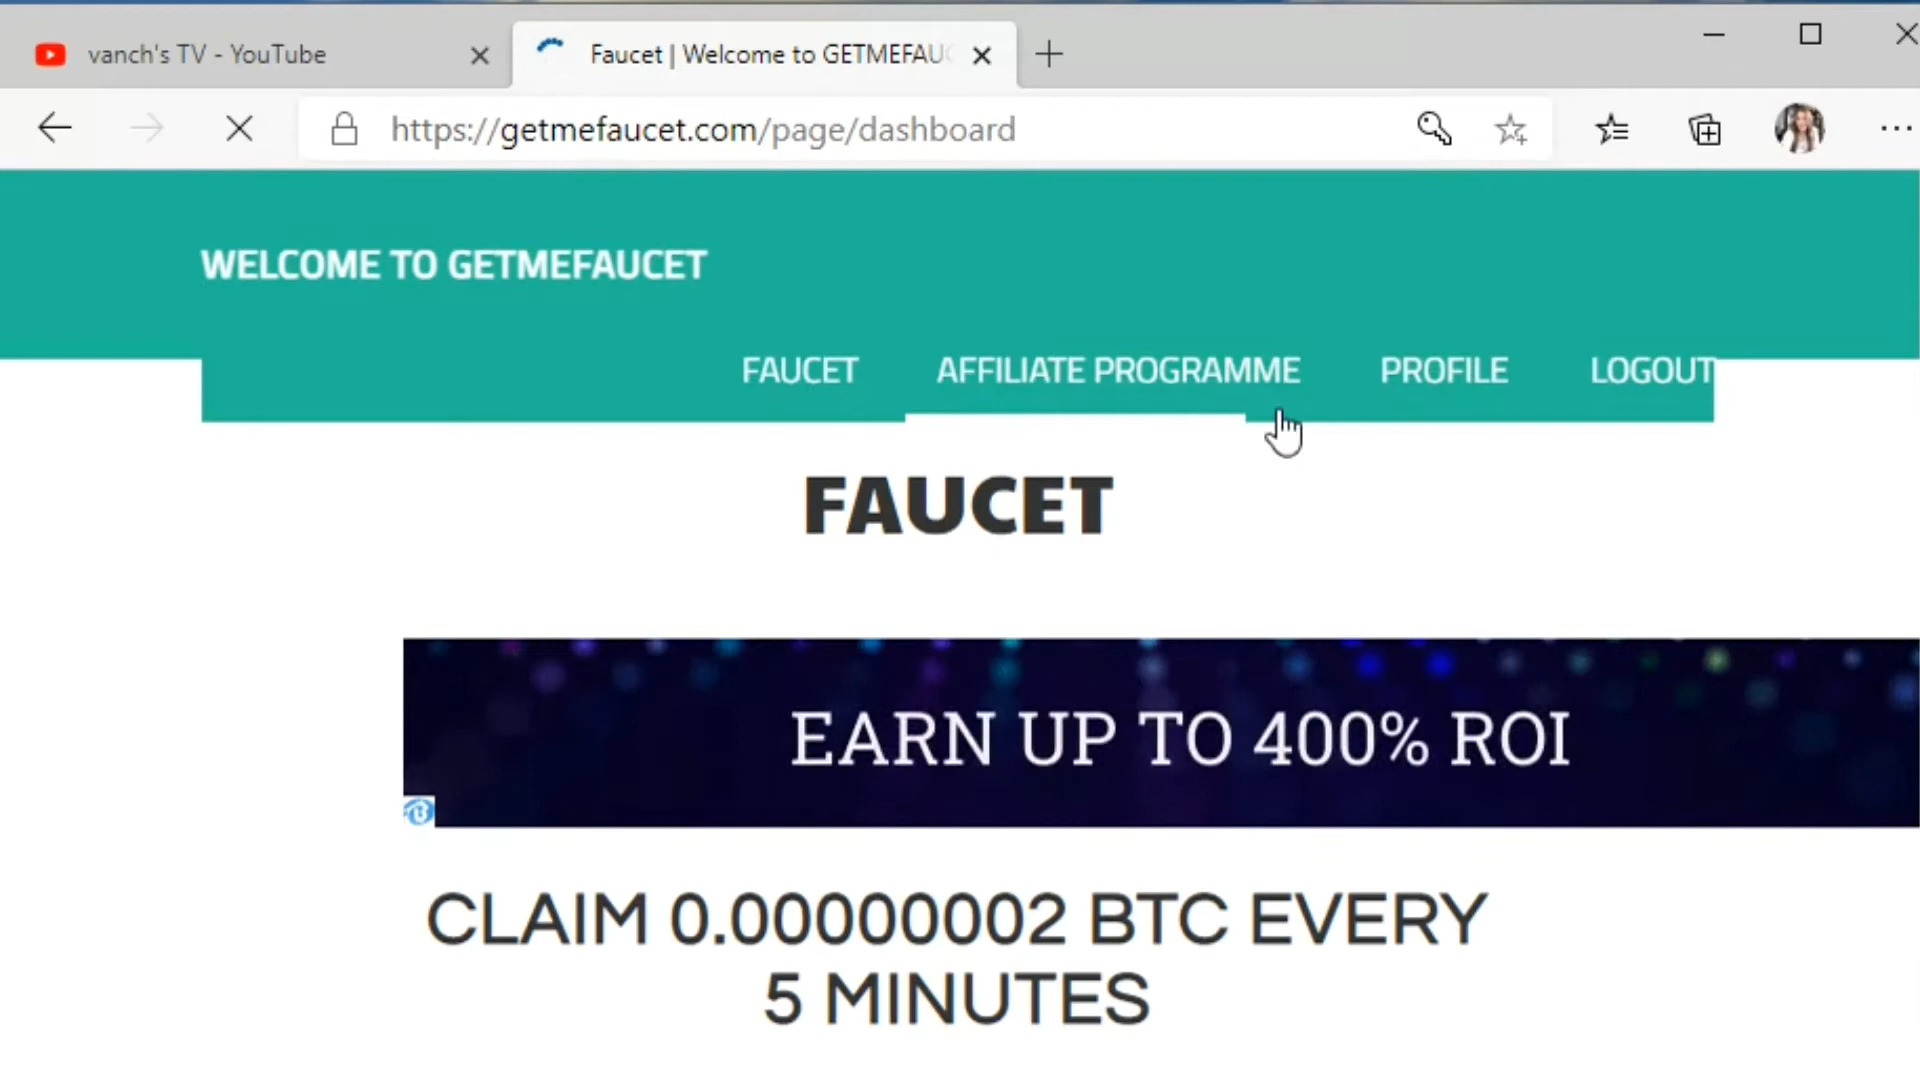 vanch's TV - YouTube
Faucet | Welcome to GETMEFAUC
https://getmefaucet.com/page/dashboard
WELCOME TO GETMEFAUCET
FAUCET AFFILIATE PROGRAMME PROFILE LOGOUT
FAUCET
EARN UP TO 400% ROI
CLAIM 0.00000002 BTC EVERY
5 MINUTES